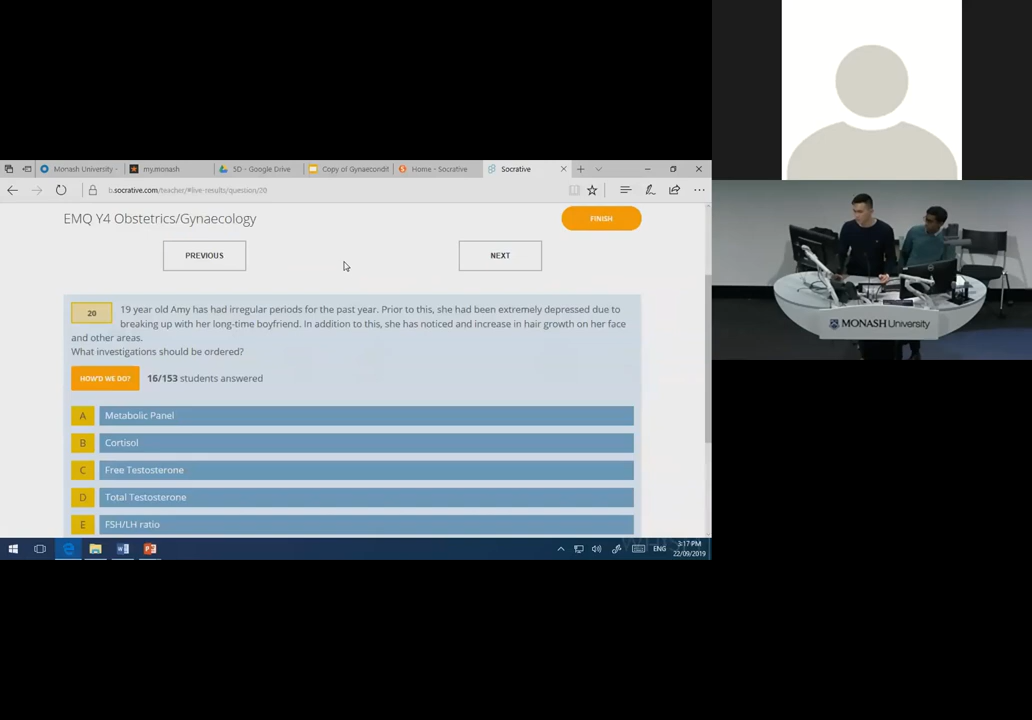 Monash University -
my.monash
5D - Google Drive
Copy of Gynaecondit
Home - Socrative
Socrative
b.socrative.com/teacher/#live-results/question/20
EMQ Y4 Obstetrics/Gynaecology
FINISH
PREVIOUS
NEXT
20
19 year old Amy has had irregular periods for the past year. Prior to this, she had been extremely depressed due to
breaking up with her long-time boyfriend. In addition to this, she has noticed and increase in hair growth on her face
and other areas.
What investigations should be ordered?
HOW'D WE DO?
16/153 students answered
A Metabolic Panel
B Cortisol
C Free Testosterone
D Total Testosterone
E FSH/LH ratio
ENG
3:17 PM
22/09/2019
MONASH University